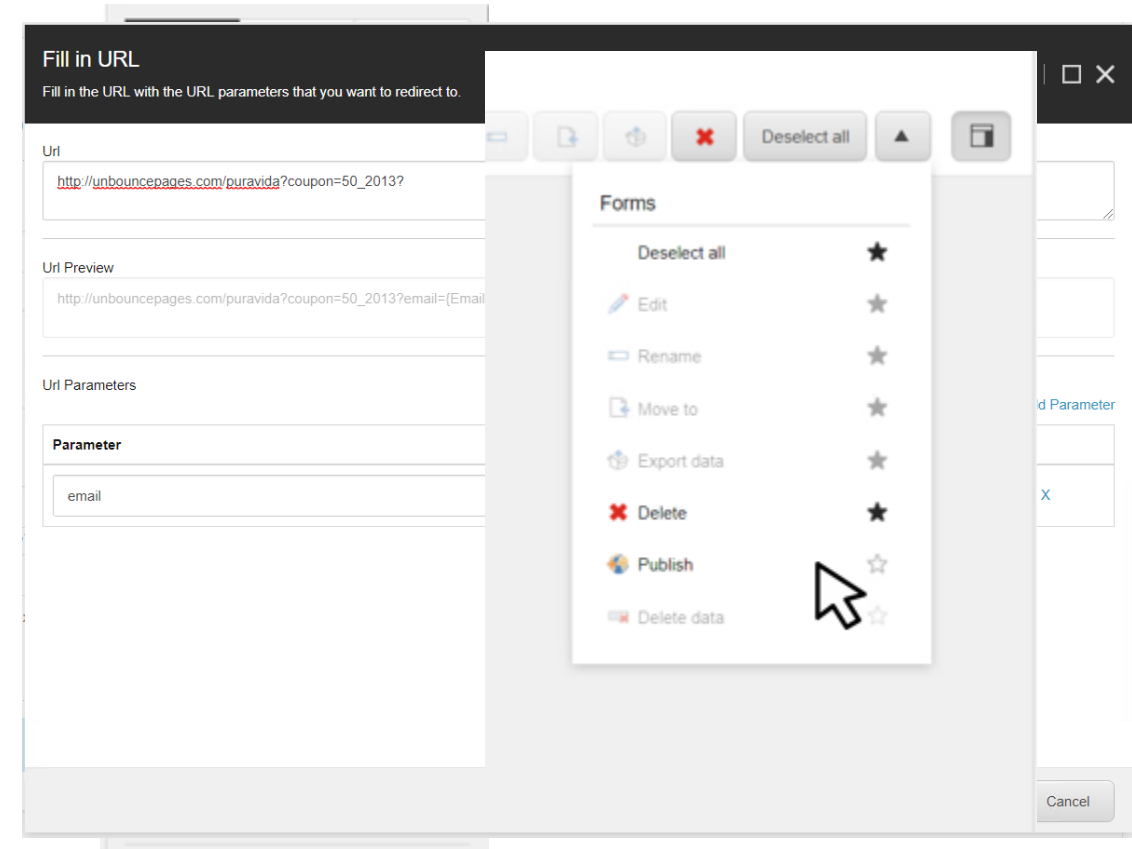 Fill in URL
Fill in the URL with the URL parameters that you want to redirect to.
Url
http://unbouncepages.com/puravida?coupon=50_2013?
Url Preview
http://unbouncepages.com/puravida?coupon=50_2013?email={Email
Url Parameters
d Parameter
Parameter
email
X
Cancel
Deselect all
Forms
Deselect all
Edit
Rename
Move to
Export data
Delete
Publish
Delete data